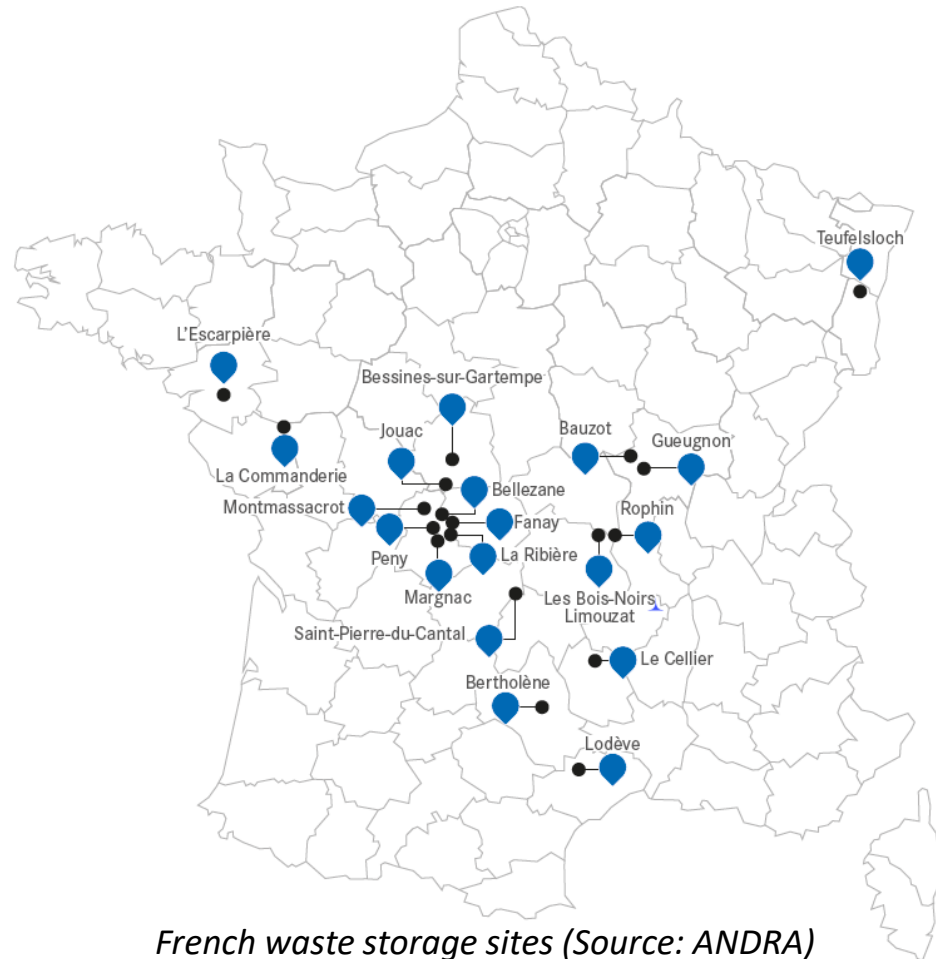 Teufelsloch
L'Escarpière
Bessines-sur-Gartempe
Jouac
Bauzot
Gueugnon
La Commanderie
Bellezane
Montmassacrot
Fanay
Rophin
Peny
La Ribière
Margnac
Les Bois-Noirs
Limouzat
Saint-Pierre-du-Cantal
Le Cellier
Bertholène
Lodève
French waste storage sites (Source: ANDRA)